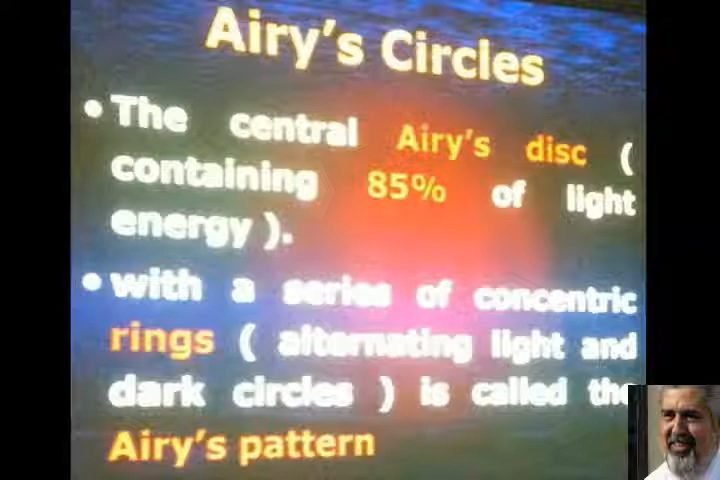 Airy's Circles
• The central Airy's disc (
containing 85% of light
energy ).
• with a series of concentric
rings ( alternating light and
dark circles ) is called the
Airy's pattern